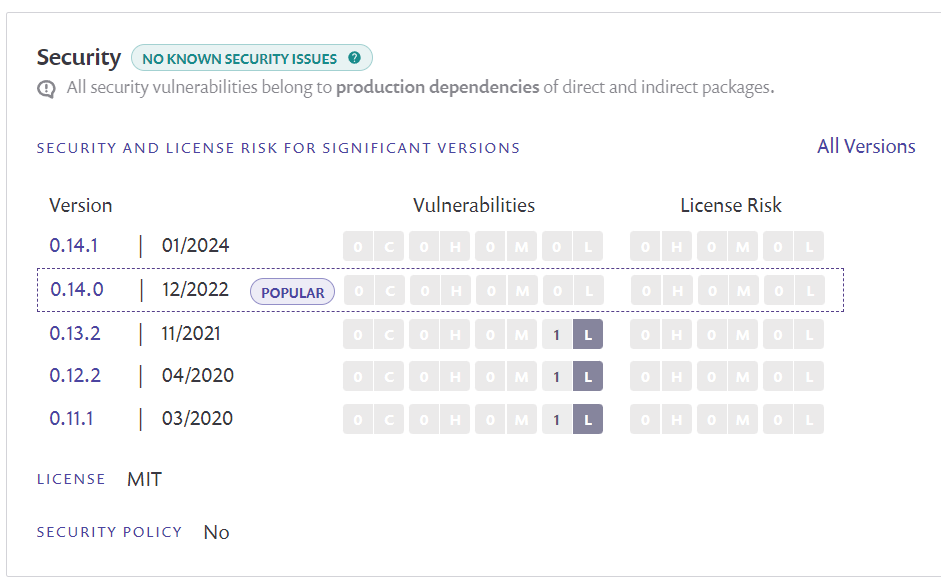 Security NO KNOWN SECURITY ISSUES ?
All security vulnerabilities belong to production dependencies of direct and indirect packages.
SECURITY AND LICENSE RISK FOR SIGNIFICANT VERSIONS All Versions
Version Vulnerabilities License Risk
0.14.1 | 01/2024 0 C 0 H 0 M 0 L 0 H 0 M 0 L
0.14.0 | 12/2022 POPULAR 0 C 0 H 0 M 0 L 0 H 0 M 0 L
0.13.2 | 11/2021 0 C 0 H 0 M 1 L 0 H 0 M 0 L
0.12.2 | 04/2020 0 C 0 H 0 M 1 L 0 H 0 M 0 L
0.11.1 | 03/2020 0 C 0 H 0 M 1 L 0 H 0 M 0 L
LICENSE MIT
SECURITY POLICY No